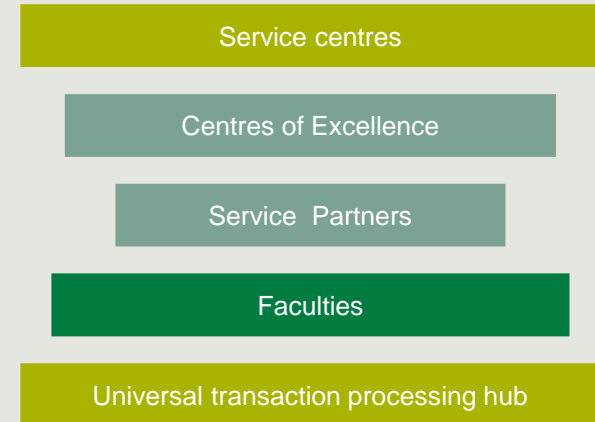 Service centres
Centres of Excellence
Service Partners
Faculties
Universal transaction processing hub